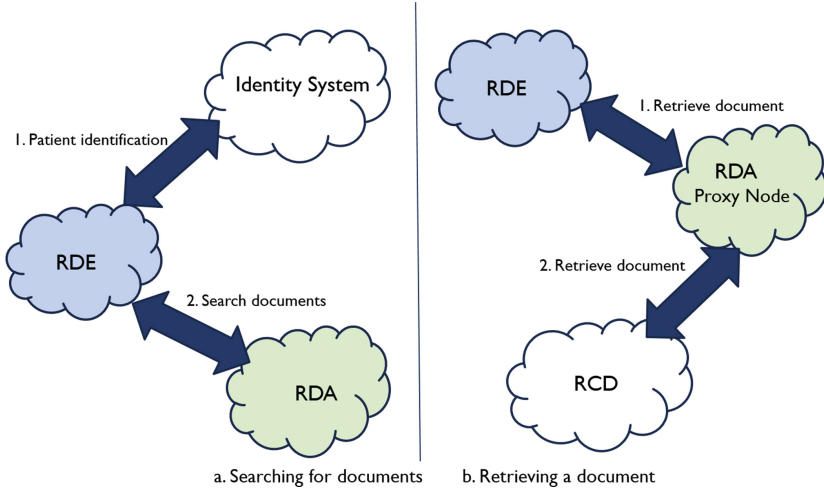 Identity System
1. Patient identification
RDE
2. Search documents
RDA
a. Searching for documents
RDE
1. Retrieve document
RDA
Proxy Node
2. Retrieve document
RCD
b. Retrieving a document